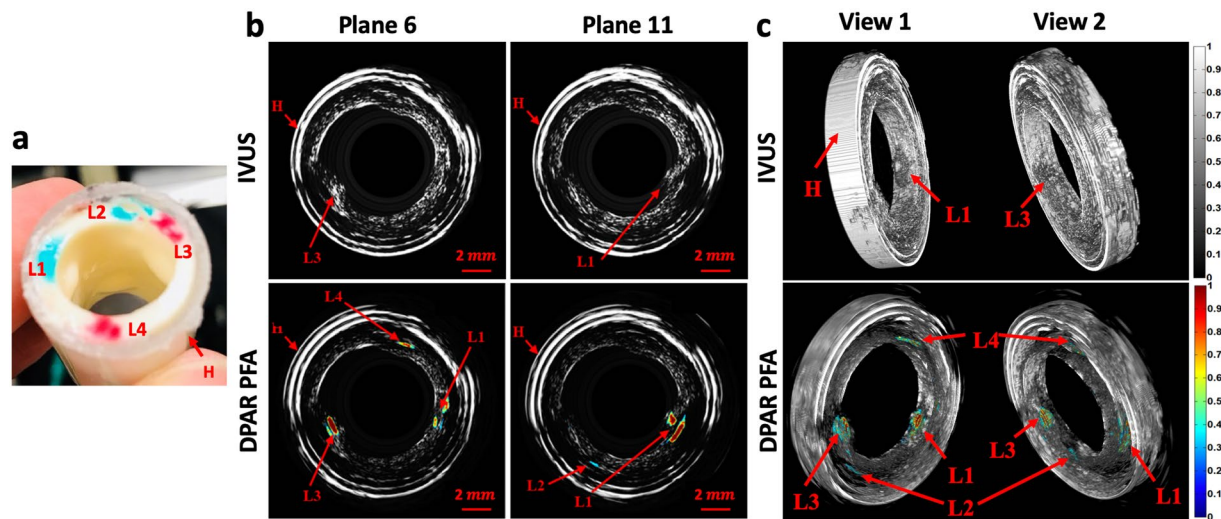 a
L1
L2
L3
L4
H
b
Plane 6
Plane 11
IVUS
H
L3
2 mm
H
L1
2 mm
DPAR PFA
H
L4
L1
L3
2 mm
H
L2
L1
2 mm
c
View 1
View 2
IVUS
H
L1
L3
1
0.9
0.8
0.7
0.6
0.5
0.4
0.3
0.2
0.1
0
DPAR PFA
L4
L3
L1
L2
L3
L1
1
0.9
0.8
0.7
0.6
0.5
0.4
0.3
0.2
0.1
0